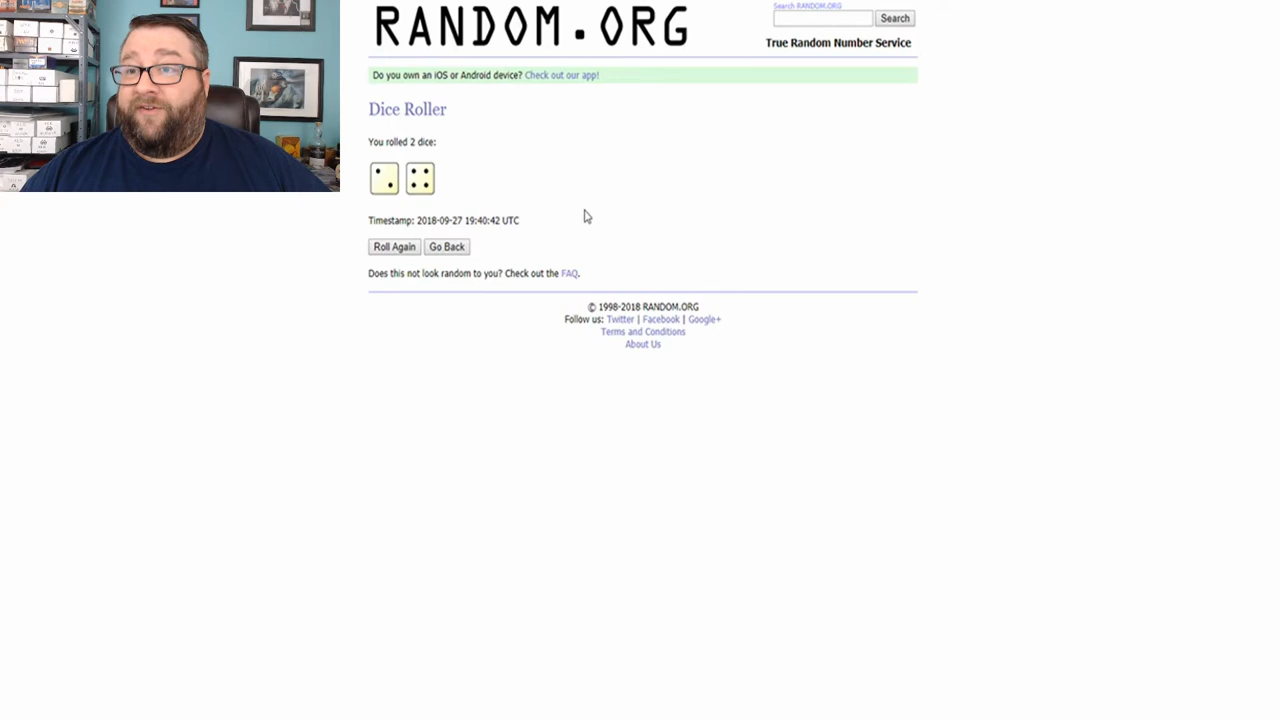 RANDOM.ORG
Search RANDOM.ORG
Search
True Random Number Service
Do you own an iOS or Android device? Check out our app!
Dice Roller
You rolled 2 dice:
Timestamp: 2018-09-27 19:40:42 UTC
Roll Again Go Back
Does this not look random to you? Check out the FAQ.
© 1998-2018 RANDOM.ORG
Follow us: Twitter | Facebook | Google+
Terms and Conditions
About Us